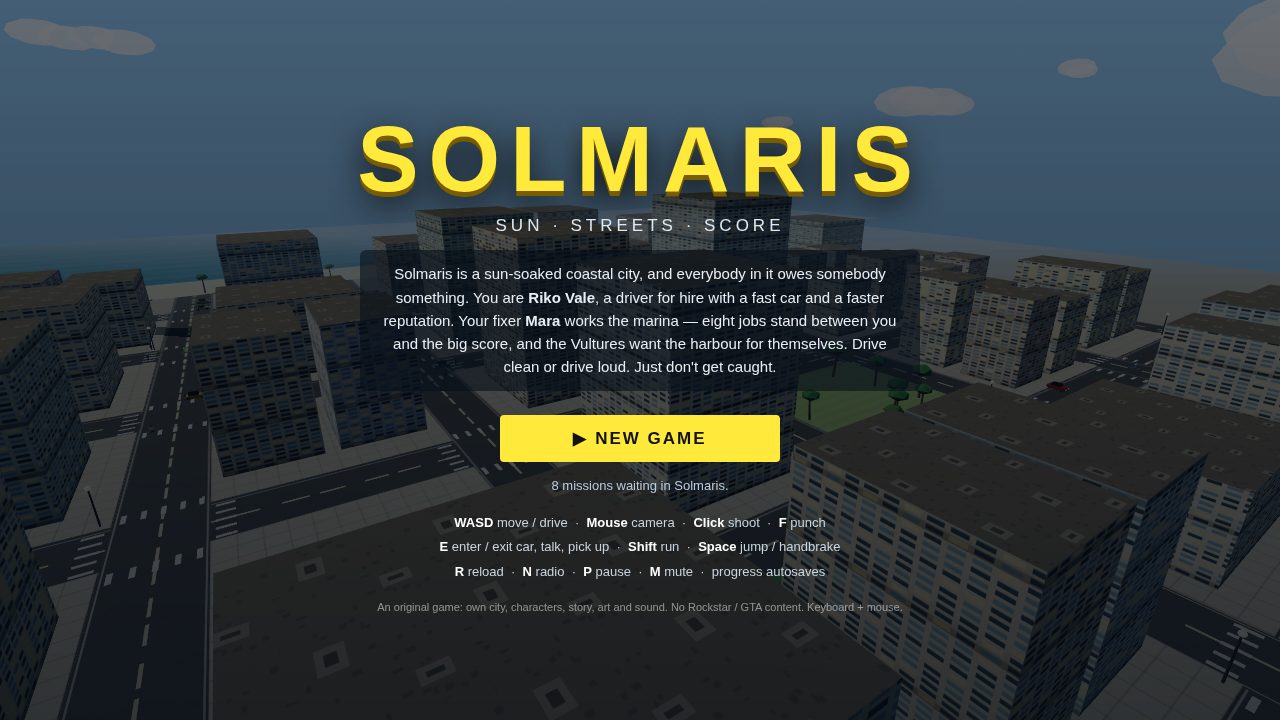 SOLMARIS
SUN · STREETS · SCORE
Solmaris is a sun-soaked coastal city, and everybody in it owes somebody
something. You are Riko Vale, a driver for hire with a fast car and a faster
reputation. Your fixer Mara works the marina — eight jobs stand between you
and the big score, and the Vultures want the harbour for themselves. Drive
clean or drive loud. Just don't get caught.
▶ NEW GAME
8 missions waiting in Solmaris.
WASD move / drive · Mouse camera · Click shoot · F punch
E enter / exit car, talk, pick up · Shift run · Space jump / handbrake
R reload · N radio · P pause · M mute · progress autosaves
An original game: own city, characters, story, art and sound. No Rockstar / GTA content. Keyboard + mouse.